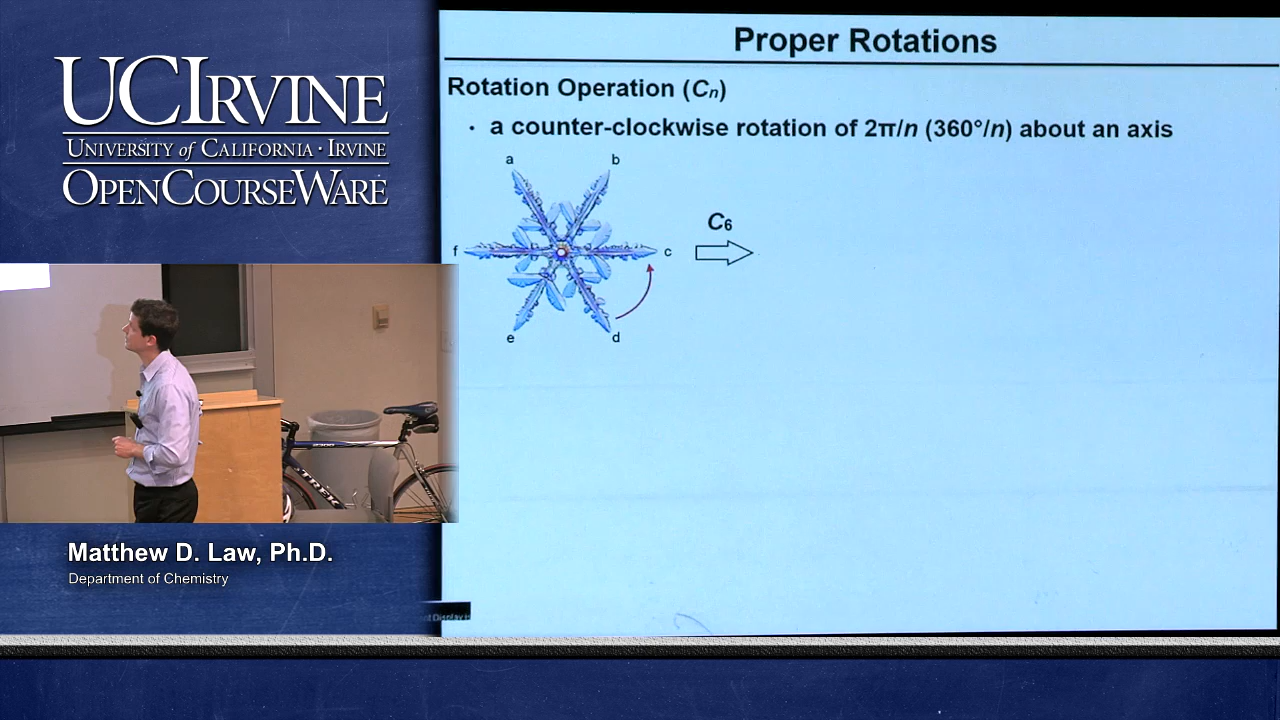 UCIRVINE
UNIVERSITY of CALIFORNIA · IRVINE
OPENCOURSEWARE
Proper Rotations
Rotation Operation (Cn)
· a counter-clockwise rotation of 2π/n (360°/n) about an axis
a b
C6
f c
e d
TREK
Matthew D. Law, Ph.D.
Department of Chemistry